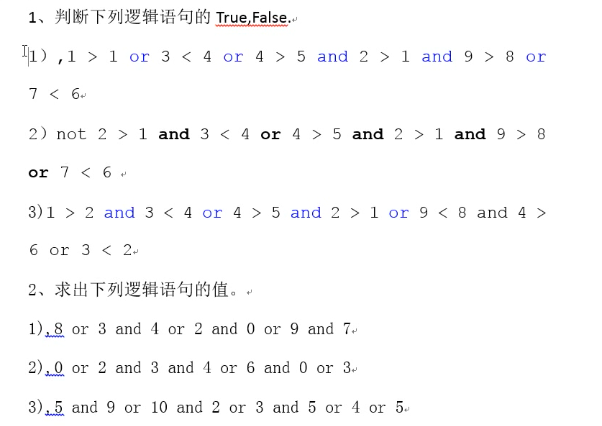 1、判断下列逻辑语句的 True,False.
1）,1 > 1 or 3 < 4 or 4 > 5 and 2 > 1 and 9 > 8 or
7 < 6
2）not 2 > 1 and 3 < 4 or 4 > 5 and 2 > 1 and 9 > 8
or 7 < 6
3)1 > 2 and 3 < 4 or 4 > 5 and 2 > 1 or 9 < 8 and 4 >
6 or 3 < 2
2、求出下列逻辑语句的值。
1),8 or 3 and 4 or 2 and 0 or 9 and 7
2),0 or 2 and 3 and 4 or 6 and 0 or 3
3),5 and 9 or 10 and 2 or 3 and 5 or 4 or 5